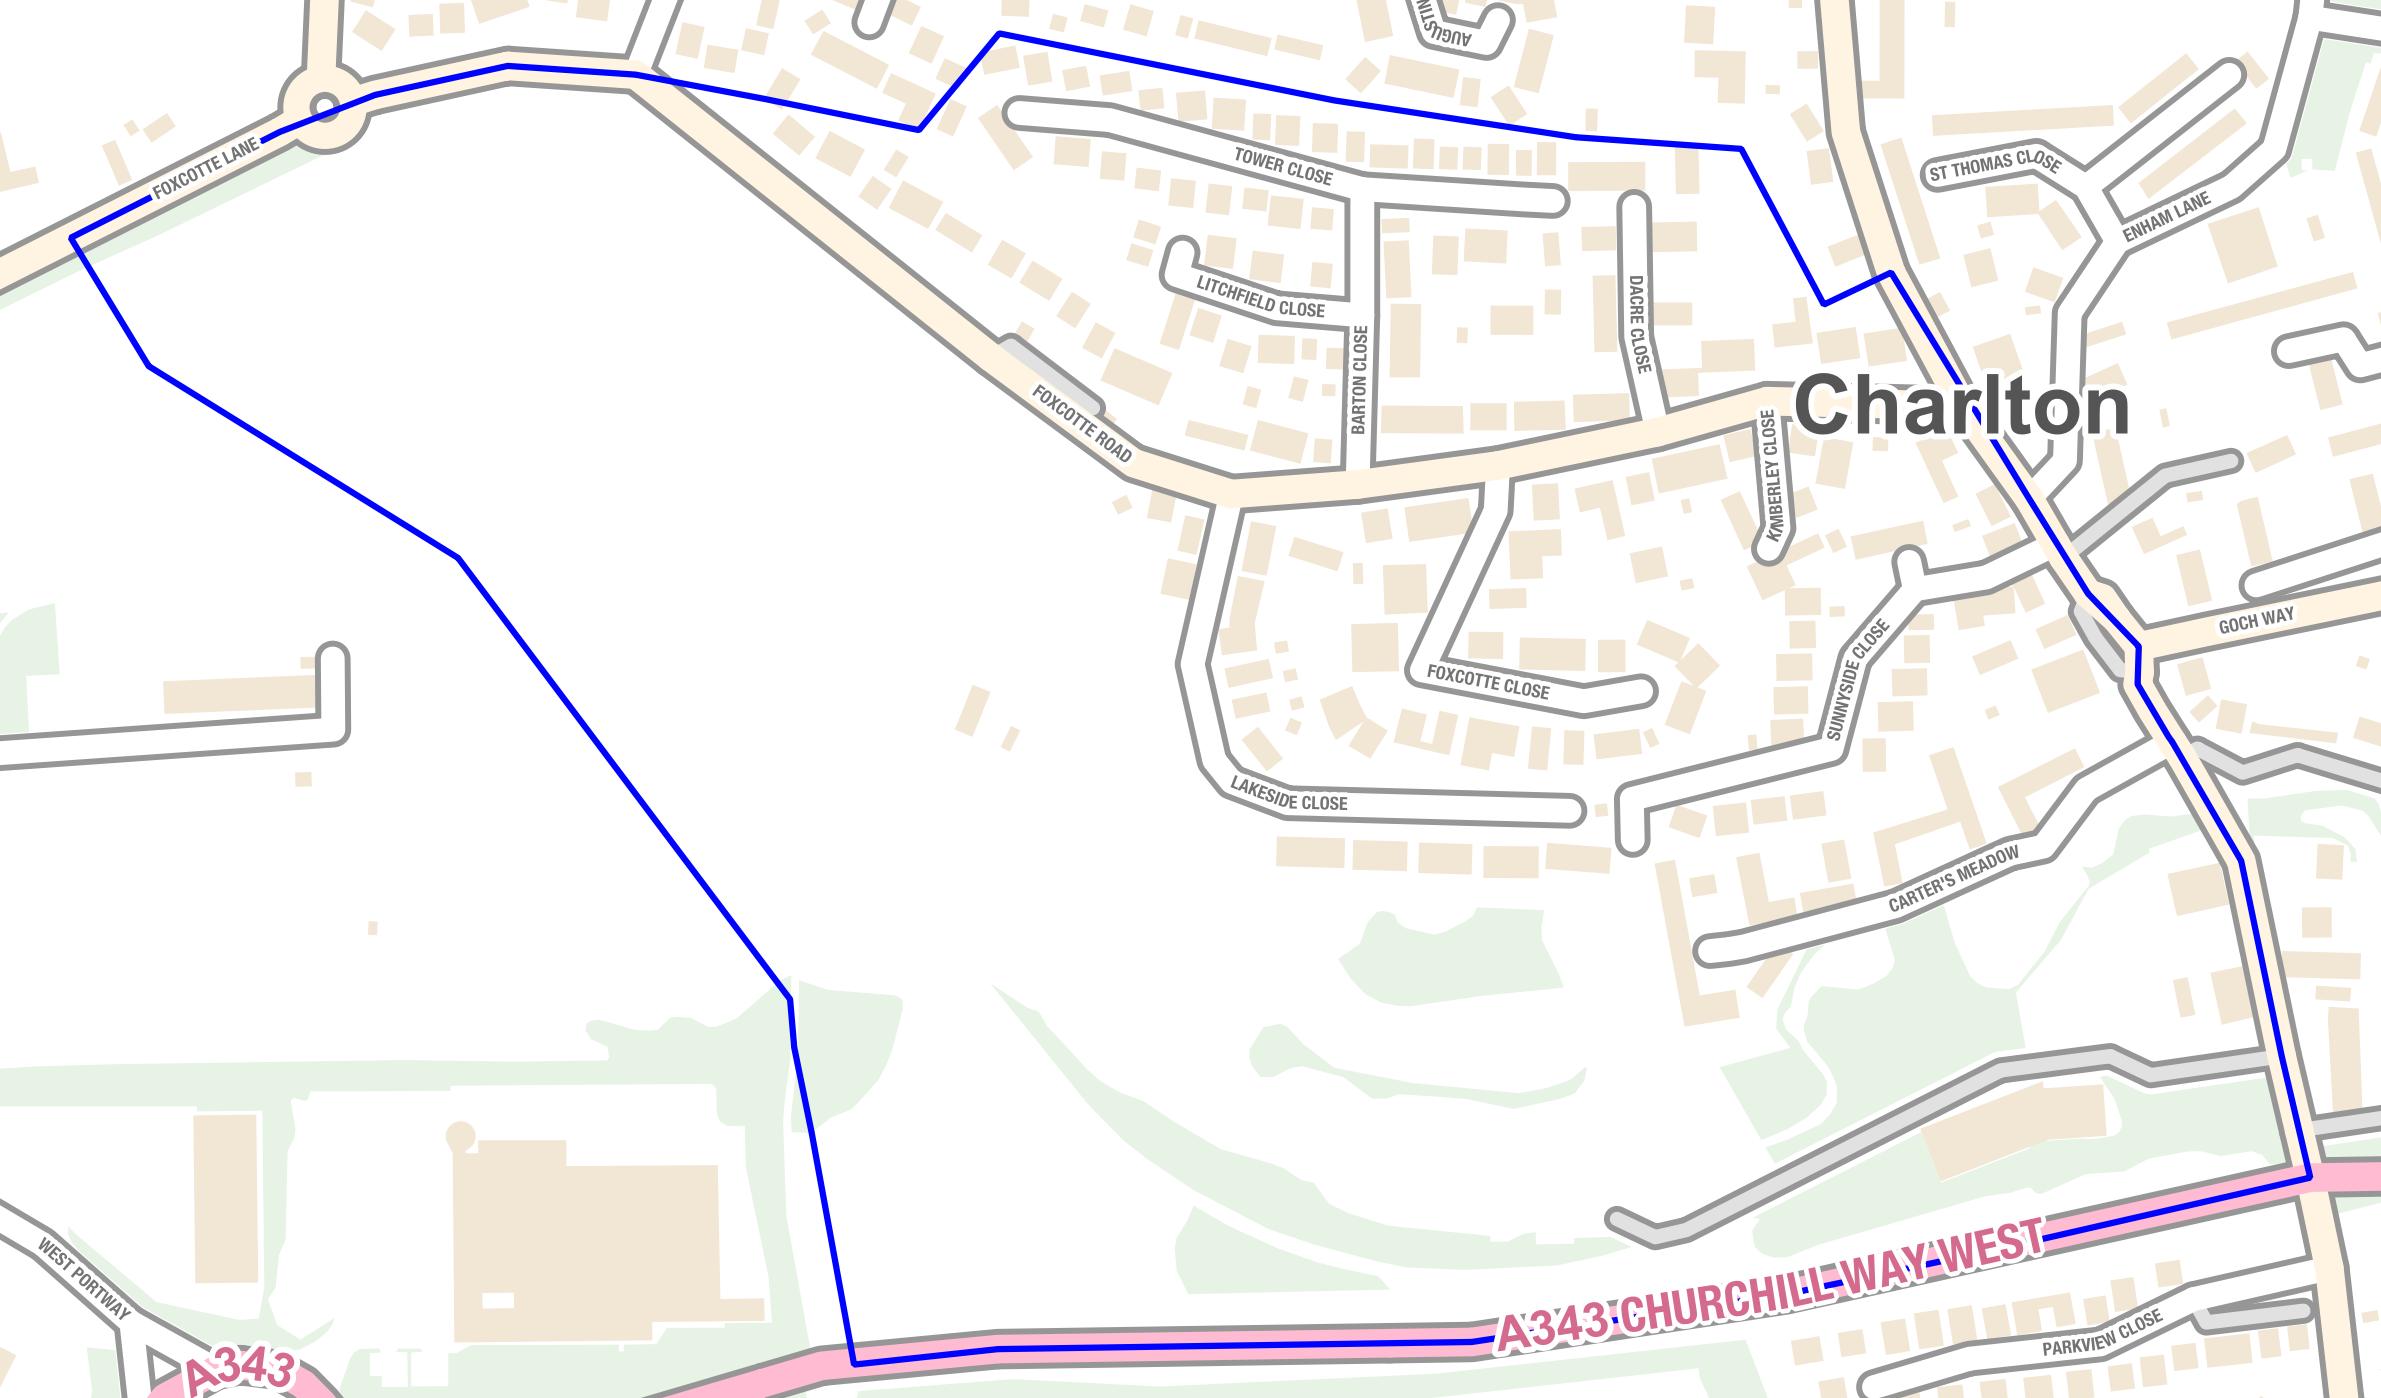 AUGUSTIN
FOXCOTTE LANE
TOWER CLOSE
ST THOMAS CLOSE
ENHAM LANE
LITCHFIELD CLOSE
DACRE CLOSE
BARTON CLOSE
FOXCOTTE ROAD
Charlton
KIMBERLEY CLOSE
GOCH WAY
FOXCOTTE CLOSE
SUNNYSIDE CLOSE
LAKESIDE CLOSE
CARTER'S MEADOW
WEST PORTWAY
A343 CHURCHILL WAY WEST
PARKVIEW CLOSE
A343